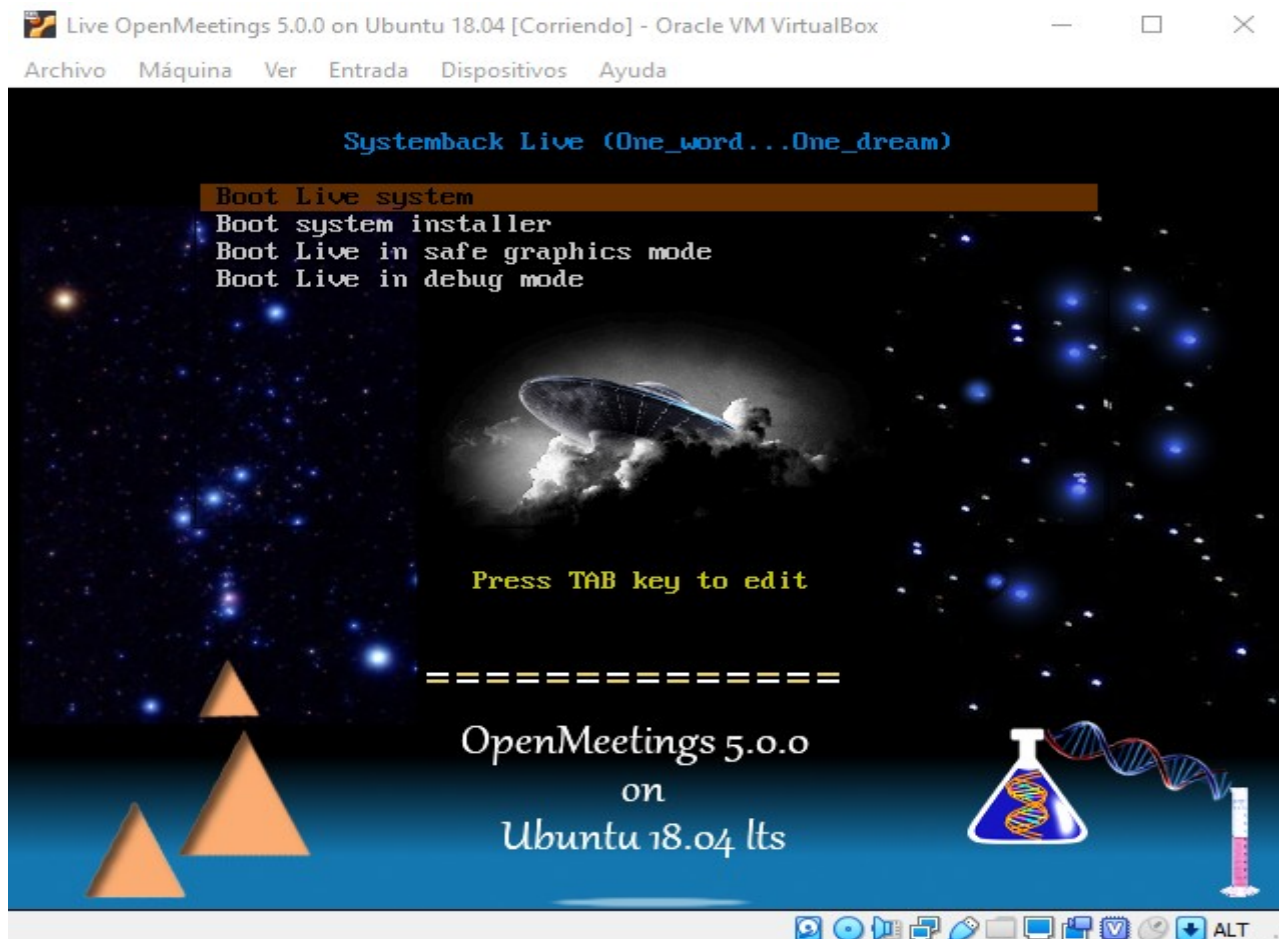 Live OpenMeetings 5.0.0 on Ubuntu 18.04 [Corriendo] - Oracle VM VirtualBox
Archivo Máquina Ver Entrada Dispositivos Ayuda
Systemback Live (One_word...One_dream)
Boot Live system
Boot system installer
Boot Live in safe graphics mode
Boot Live in debug mode
Press TAB key to edit
==============
OpenMeetings 5.0.0
on
Ubuntu 18.04 lts
ALT